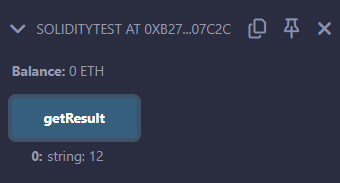 SOLIDITYTEST AT 0XB27...07C2C
Balance: 0 ETH
getResult
0: string: 12